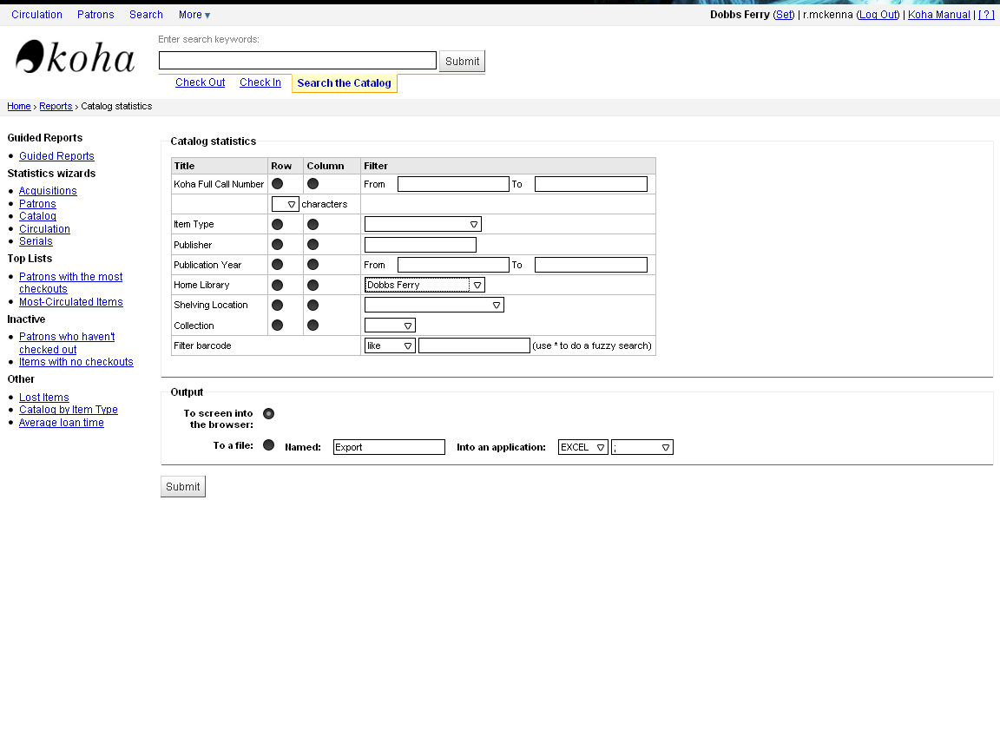 Circulation Patrons Search More ▾ Dobbs Ferry (Set) | r.mckenna (Log Out) | Koha Manual | [ ? ]
koha
Enter search keywords:
Submit
Check Out Check In Search the Catalog
Home › Reports › Catalog statistics
Guided Reports
• Guided Reports
Statistics wizards
• Acquisitions
• Patrons
• Catalog
• Circulation
• Serials
Top Lists
• Patrons with the most
checkouts
• Most-Circulated Items
Inactive
• Patrons who haven't
checked out
• Items with no checkouts
Other
• Lost Items
• Catalog by Item Type
• Average loan time
Catalog statistics
Title Row Column Filter
Koha Full Call Number From To
characters
Item Type
Publisher
Publication Year From To
Home Library Dobbs Ferry
Shelving Location
Collection
Filter barcode like (use * to do a fuzzy search)
Output
To screen into
the browser:
To a file: Named: Export Into an application: EXCEL ;
Submit